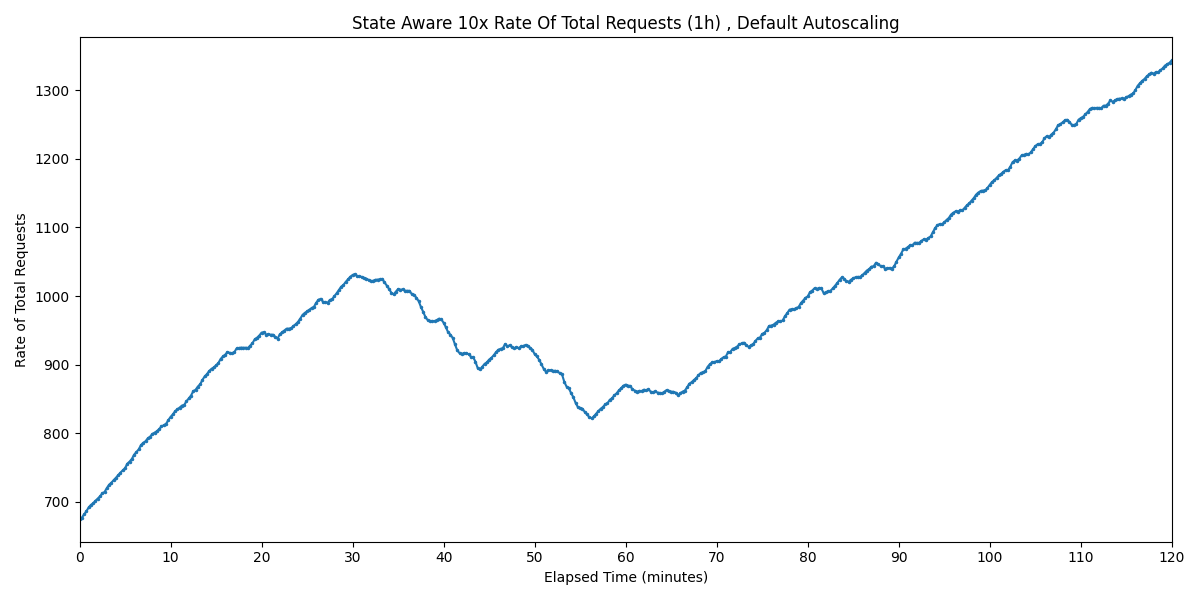 State Aware 10x Rate Of Total Requests (1h) , Default Autoscaling
Rate of Total Requests
1300
1200
1100
1000
900
800
700
0 10 20 30 40 50 60 70 80 90 100 110 120
Elapsed Time (minutes)